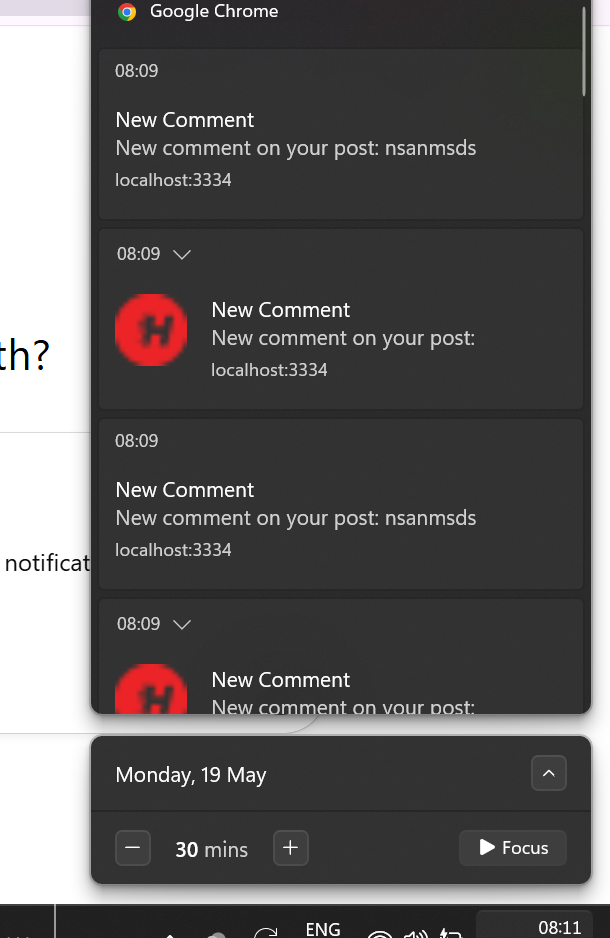 Google Chrome
08:09
New Comment
New comment on your post: nsanmsds
localhost:3334
08:09
H
New Comment
New comment on your post:
localhost:3334
th?
08:09
New Comment
New comment on your post: nsanmsds
localhost:3334
notificat
08:09
H
New Comment
New comment on your post:
Monday, 19 May
30 mins
Focus
ENG
08:11